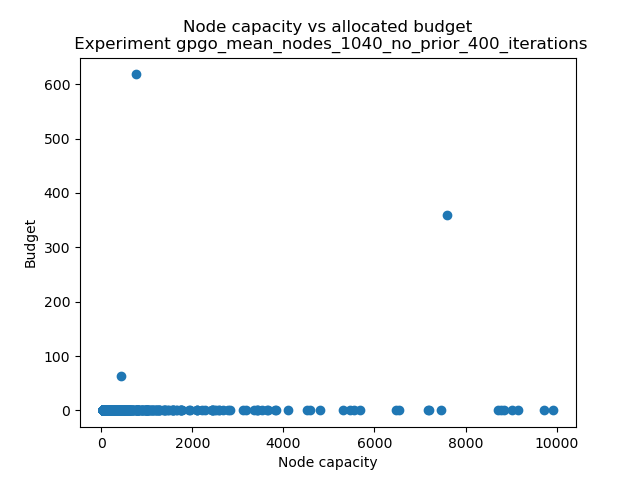 Node capacity vs allocated budget
Experiment gpgo_mean_nodes_1040_no_prior_400_iterations
600
500
400
300
200
100
0
Budget
0 2000 4000 6000 8000 10000
Node capacity